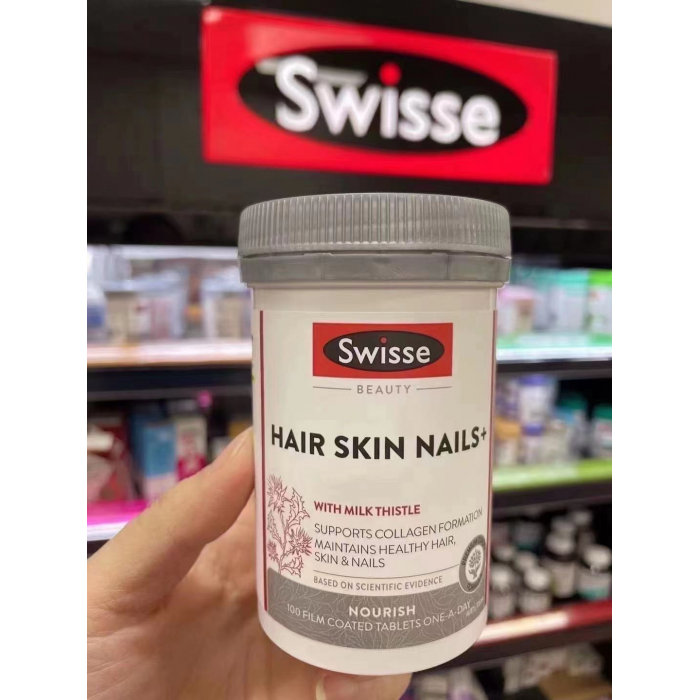 Swisse
Swisse
BEAUTY
HAIR SKIN NAILS+
WITH MILK THISTLE
SUPPORTS COLLAGEN FORMATION
MAINTAINS HEALTHY HAIR,
SKIN & NAILS
BASED ON SCIENTIFIC EVIDENCE
NOURISH
100 FILM COATED TABLETS ONE-A-DAY